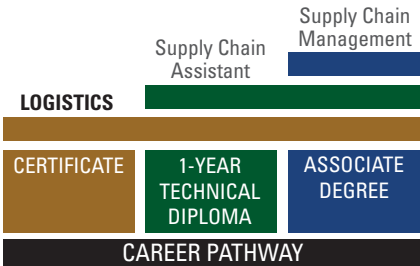 Supply Chain
Management
Supply Chain
Assistant
LOGISTICS
CERTIFICATE
1-YEAR
TECHNICAL
DIPLOMA
ASSOCIATE
DEGREE
CAREER PATHWAY